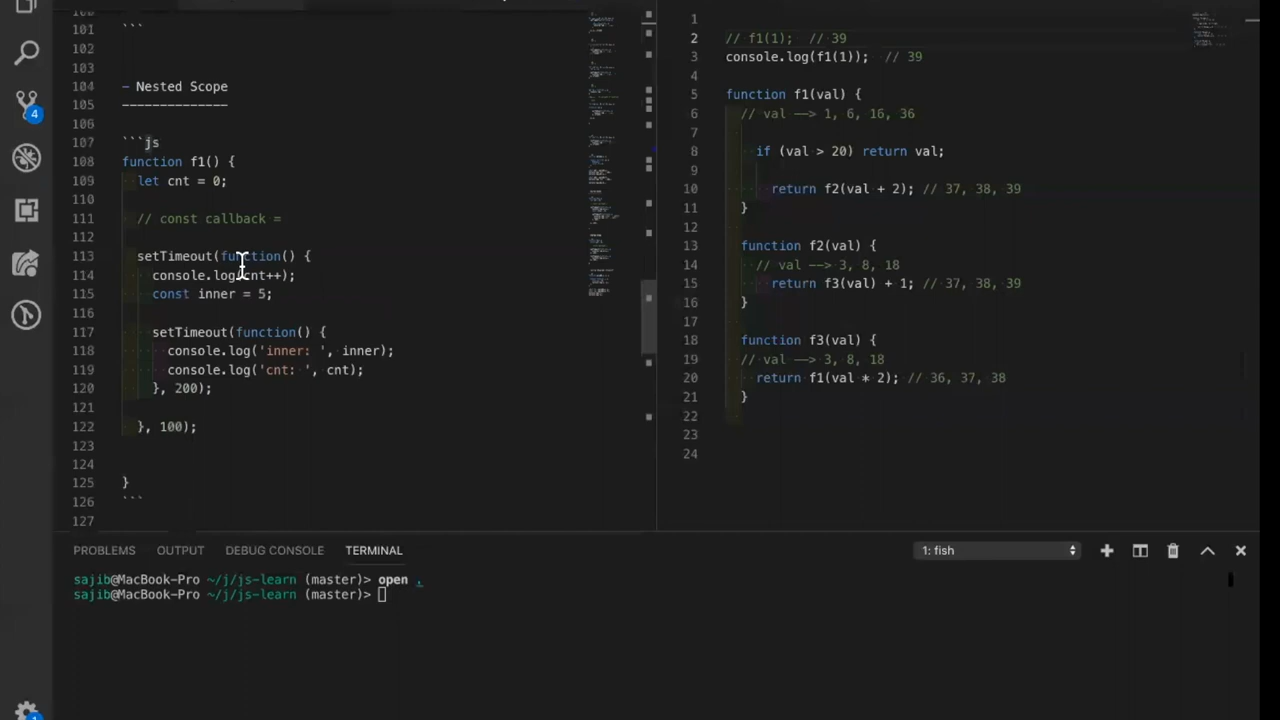 101 ```
102
103
104 - Nested Scope
105 --------------
106
107 ```js
108 function f1() {
109 let cnt = 0;
110
111 // const callback =
112
113 setTimeout(function() {
114 console.log(cnt++);
115 const inner = 5;
116
117 setTimeout(function() {
118 console.log('inner: ', inner);
119 console.log('cnt: ', cnt);
120 }, 200);
121
122 }, 100);
123
124
125 }
126 ```
127
1
2 // f1(1); // 39
3 console.log(f1(1)); // 39
4
5 function f1(val) {
6 // val —–> 1, 6, 16, 36
7
8 if (val > 20) return val;
9
10 return f2(val + 2); // 37, 38, 39
11 }
12
13 function f2(val) {
14 // val —–> 3, 8, 18
15 return f3(val) + 1; // 37, 38, 39
16 }
17
18 function f3(val) {
19 // val —–> 3, 8, 18
20 return f1(val * 2); // 36, 37, 38
21 }
22
23
24
4
PROBLEMS OUTPUT DEBUG CONSOLE TERMINAL 1: fish
sajib@MacBook-Pro ~/j/js-learn (master)> open .
sajib@MacBook-Pro ~/j/js-learn (master)>
1